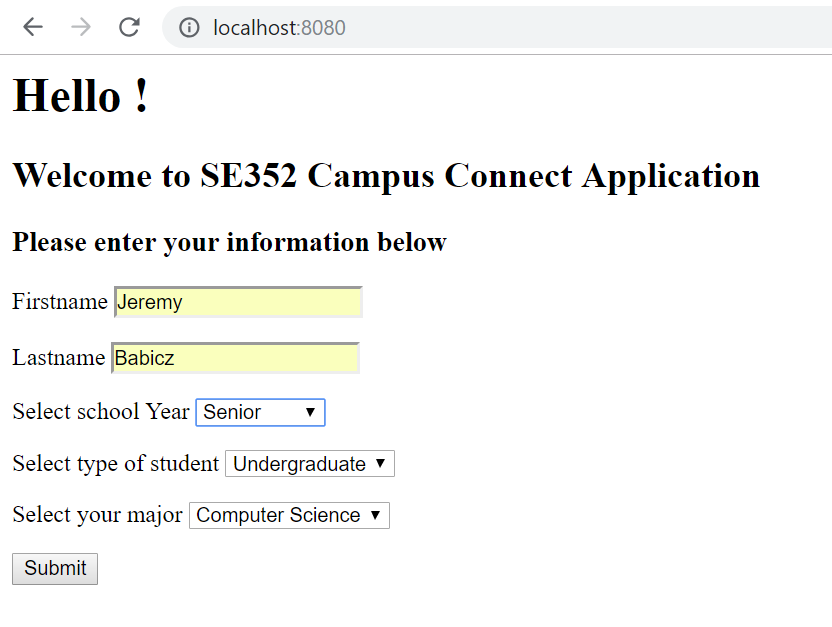 localhost:8080
Hello !
Welcome to SE352 Campus Connect Application
Please enter your information below
Firstname Jeremy
Lastname Babicz
Select school Year Senior
Select type of student Undergraduate
Select your major Computer Science
Submit